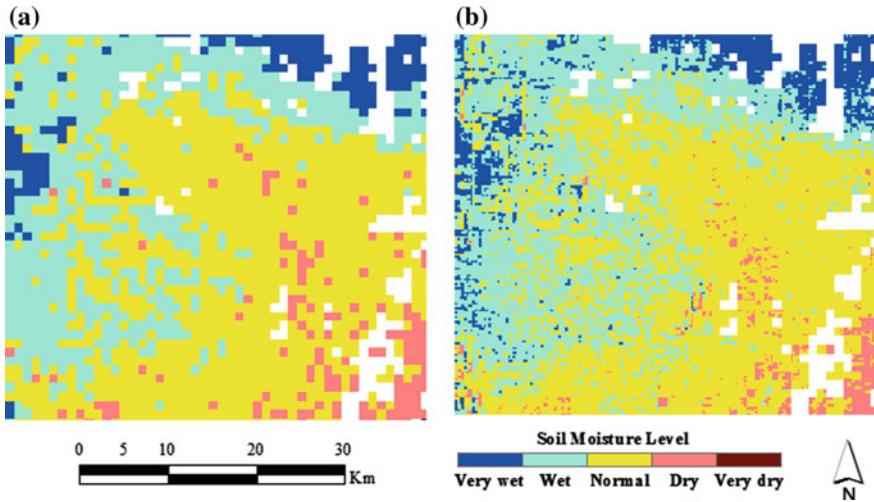 (a)
(b)
0 5 10 20 30
Km
Soil Moisture Level
Very wet Wet Normal Dry Very dry
N